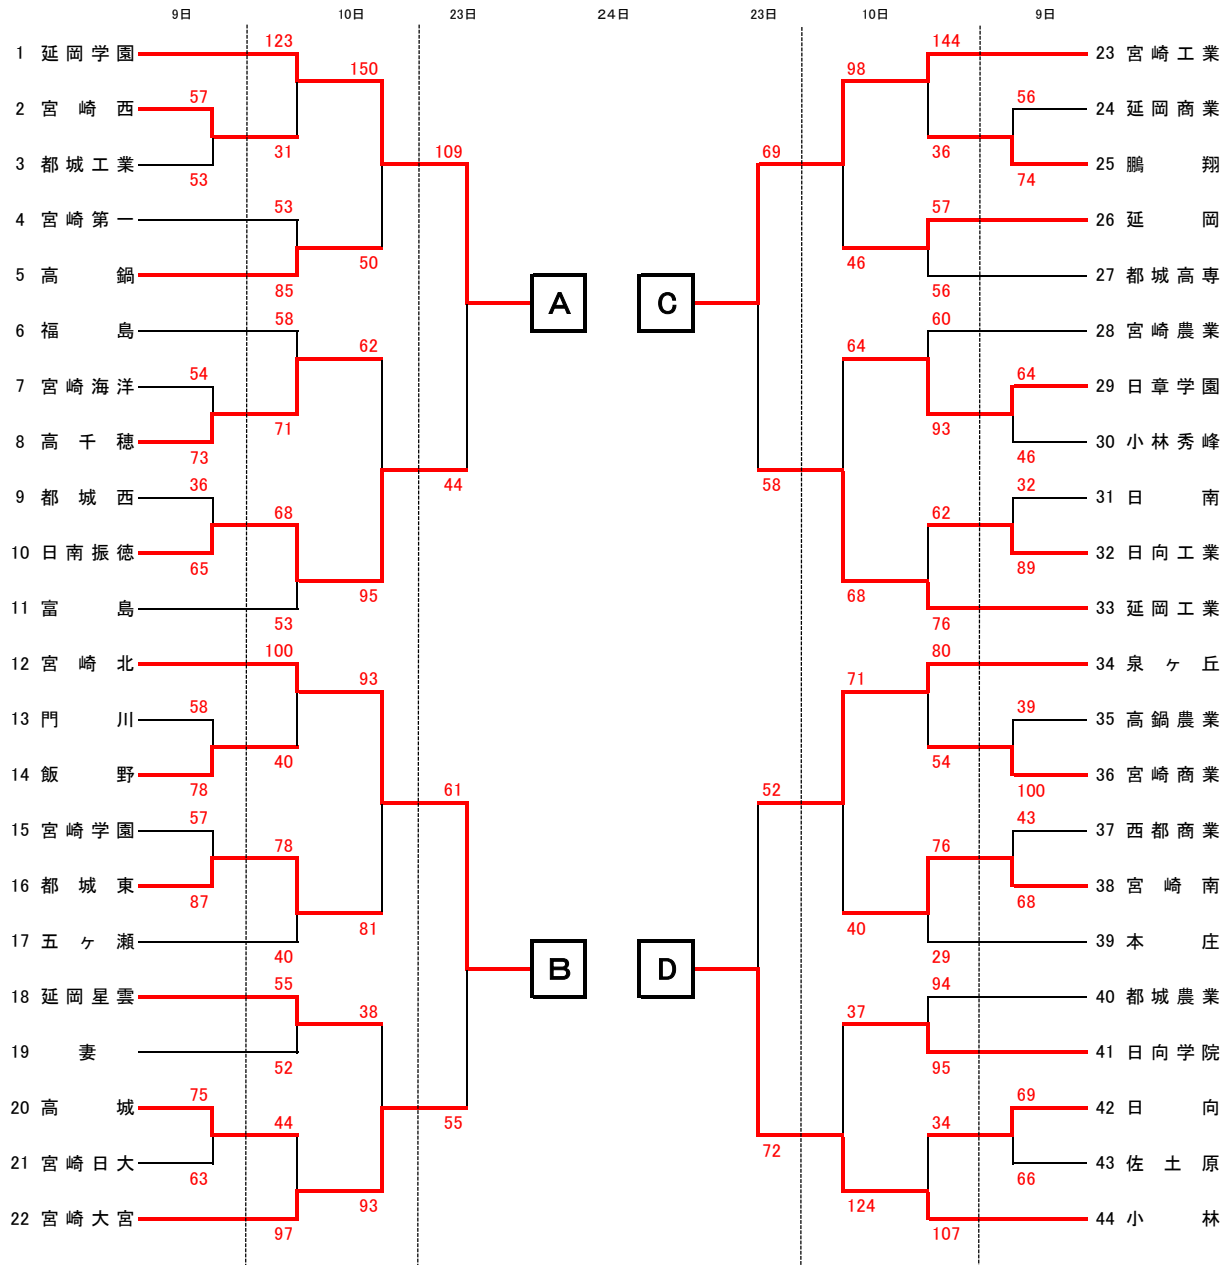 9日 10日 23日 24日 23日 10日 9日
1 延岡学園 123 144 23 宮崎工業
150 98
2 宮崎西 57 56 24 延岡商業
31 109 69 36
3 都城工業 53 74 25 鵬翔
4 宮崎第一 53 57 26 延岡
50 46
5 高鍋 85 56 27 都城高専
A C
6 福島 58 60 28 宮崎農業
62 64
7 宮崎海洋 54 64 29 日章学園
71 93
8 高千穂 73 46 30 小林秀峰
9 都城西 36 44 58 32 31 日南
68 62
10 日南振徳 65 89 32 日向工業
95 68
11 富島 53 76 33 延岡工業
12 宮崎北 100 80 34 泉ヶ丘
93 71
13 門川 58 39 35 高鍋農業
40 54
14 飯野 78 100 36 宮崎商業
61 52
15 宮崎学園 57 43 37 西都商業
78 76
16 都城東 87 68 38 宮崎南
81 40
17 五ヶ瀬 40 29 39 本庄
B D
18 延岡星雲 55 94 40 都城農業
38 37
19 妻 52 95 41 日向学院
20 高城 75 69 42 日向
44 55 72 34
21 宮崎日大 63 66 43 佐土原
93 124
22 宮崎大宮 97 107 44 小林